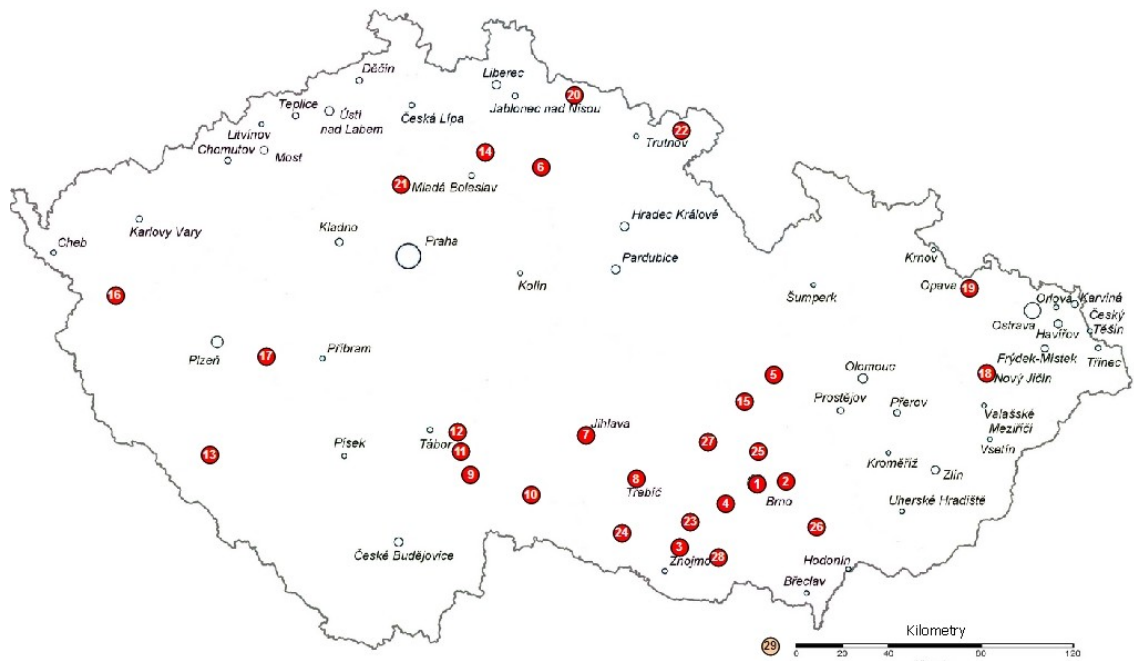 Děčín
Liberec
20
Jablonec nad Nisou
Teplice
Ústí
nad Labem
Česká Lípa
Litvínov
Chomutov
Most
22
Trutnov
14
6
21
Mladá Boleslav
Karlovy Vary
Kladno
Praha
Hradec Králové
Cheb
Pardubice
Kolín
Krnov
16
Opava
19
Šumperk
Orlová
Karviná
Ostrava
Český
Těšín
Havířov
Plzeň
17
Příbram
Frýdek-Místek
Třinec
18
Nový Jičín
5
Olomouc
15
Prostějov
Přerov
Valašské
Meziříčí
12
Tábor
7
Jihlava
27
Vsetín
13
Písek
11
25
Kroměříž
Zlín
9
8
Třebíč
1
2
Brno
10
4
Uherské Hradiště
24
23
26
České Budějovice
3
28
Znojmo
Hodonín
Břeclav
29
Kilometry
0 20 40 80 120